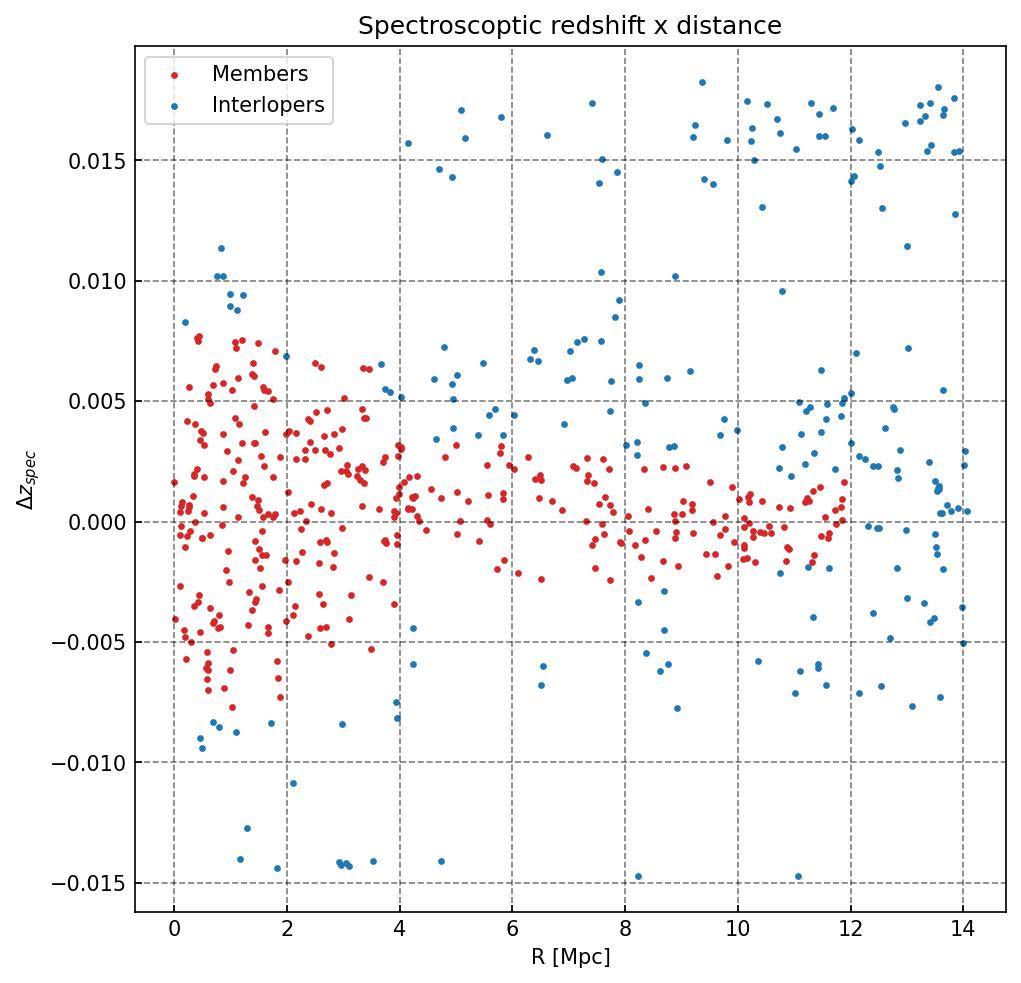 Spectroscoptic redshift x distance
Members
Interlopers
0.015
0.010
0.005
0.000
−0.005
−0.010
−0.015
Δz_spec
0 2 4 6 8 10 12 14
R [Mpc]